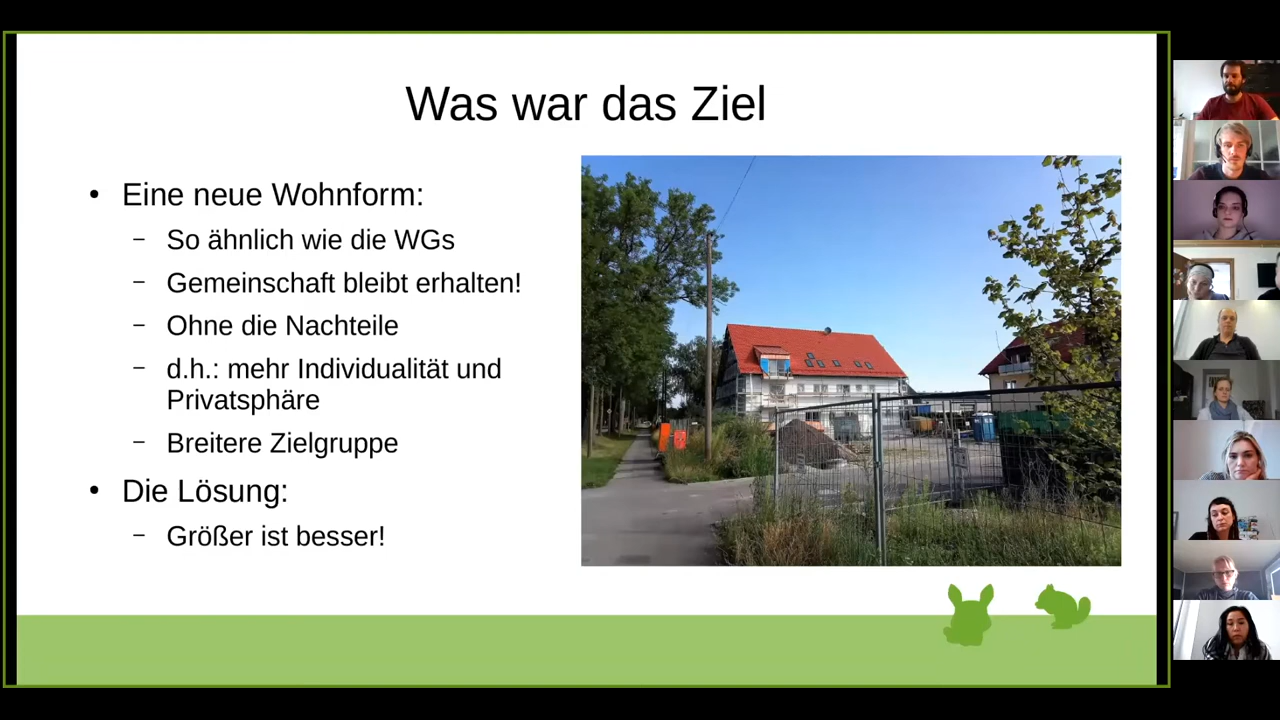 Was war das Ziel
• Eine neue Wohnform:
– So ähnlich wie die WGs
– Gemeinschaft bleibt erhalten!
– Ohne die Nachteile
– d.h.: mehr Individualität und
Privatsphäre
– Breitere Zielgruppe
• Die Lösung:
– Größer ist besser!